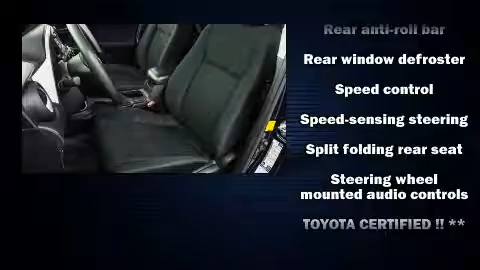 Rear anti-roll bar
Rear window defroster
Speed control
Speed-sensing steering
Split folding rear seat
Steering wheel
mounted audio controls
TOYOTA CERTIFIED !! **